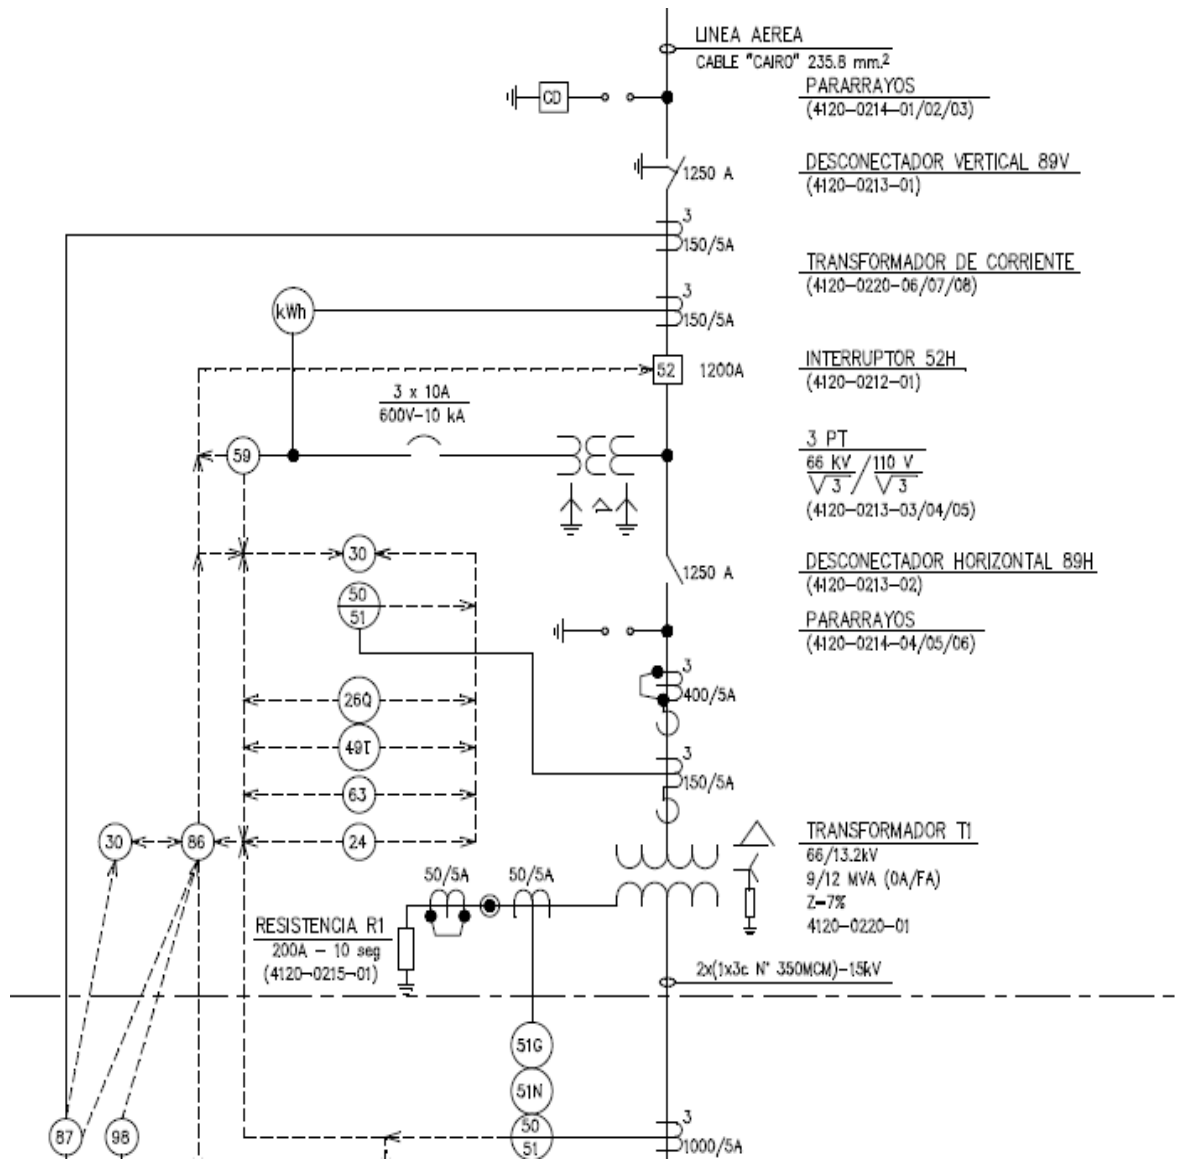 LINEA AEREA
CABLE "CAIRO" 235.8 mm.²
CD
PARARRAYOS
(4120-0214-01/02/03)
1250 A
DESCONECTADOR VERTICAL 89V
(4120-0213-01)
3
150/5A
TRANSFORMADOR DE CORRIENTE
(4120-0220-06/07/08)
kWh
3
150/5A
52
1200A
INTERRUPTOR 52H
(4120-0212-01)
3 x 10A
600V-10 kA
59
3 PT
66 KV / 110 V
√3 √3
(4120-0213-03/04/05)
30
1250 A
DESCONECTADOR HORIZONTAL 89H
(4120-0213-02)
50
51
PARARRAYOS
(4120-0214-04/05/06)
3
400/5A
26Q
49T
3
150/5A
63
30
86
24
TRANSFORMADOR T1
66/13.2kV
9/12 MVA (OA/FA)
Z=7%
4120-0220-01
50/5A
50/5A
RESISTENCIA R1
200A - 10 seg
(4120-0215-01)
2x(1x3c N° 350MCM)-15kV
51G
51N
50
51
3
1000/5A
87
98